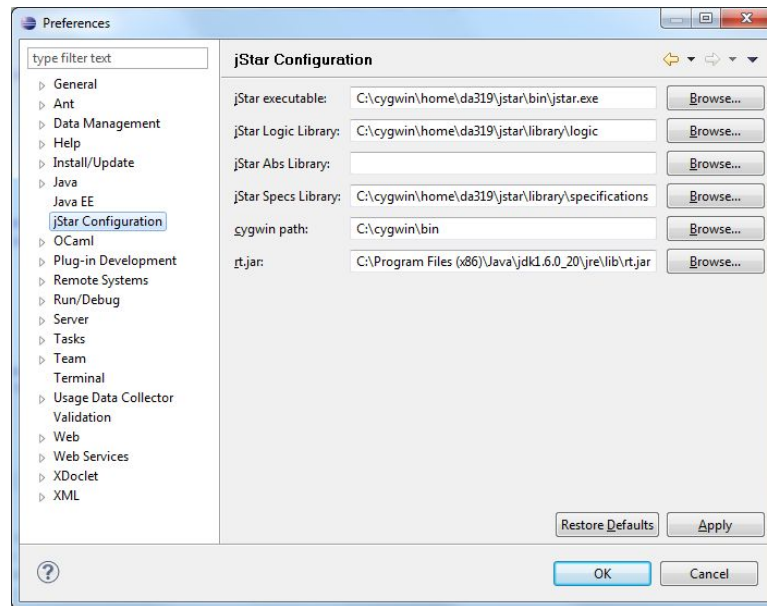 Preferences
type filter text
General
Ant
Data Management
Help
Install/Update
Java
Java EE
jStar Configuration
OCaml
Plug-in Development
Remote Systems
Run/Debug
Server
Tasks
Team
Terminal
Usage Data Collector
Validation
Web
Web Services
XDoclet
XML
jStar Configuration
jStar executable: C:\cygwin\home\da319\jstar\bin\jstar.exe Browse...
jStar Logic Library: C:\cygwin\home\da319\jstar\library\logic Browse...
jStar Abs Library: Browse...
jStar Specs Library: C:\cygwin\home\da319\jstar\library\specifications Browse...
cygwin path: C:\cygwin\bin Browse...
rt.jar: C:\Program Files (x86)\Java\jdk1.6.0_20\jre\lib\rt.jar Browse...
Restore Defaults Apply
? OK Cancel